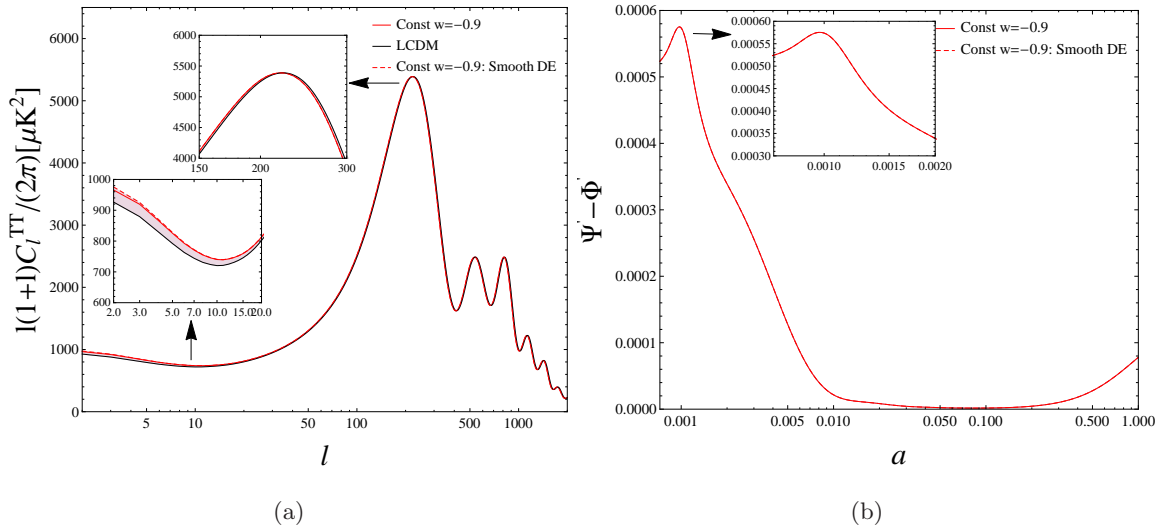 Const w=−0.9
LCDM
Const w=−0.9: Smooth DE
l(1+l)C_l^TT/(2π)[μK²]
6000
5000
4000
3000
2000
1000
0
6000
5500
5000
4500
4000
150 200 300
1000
900
800
700
600
2.0 3.0 5.0 7.0 10.0 15.0 20.0
5 10 50 100 500 1000
l
(a)
Const w=−0.9
Const w=−0.9: Smooth DE
Ψ'−Φ'
0.0006
0.0005
0.0004
0.0003
0.0002
0.0001
0.0000
0.00060
0.00055
0.00050
0.00045
0.00040
0.00035
0.00030
0.0010 0.0015 0.0020
0.001 0.005 0.010 0.050 0.100 0.500 1.000
a
(b)